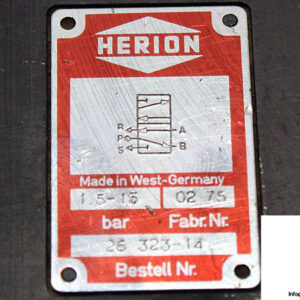 HERION
R
A
P
S
B
Made in West-Germany
1.5-16 02 75
bar Fabr.Nr.
26 323-14
Bestell Nr.